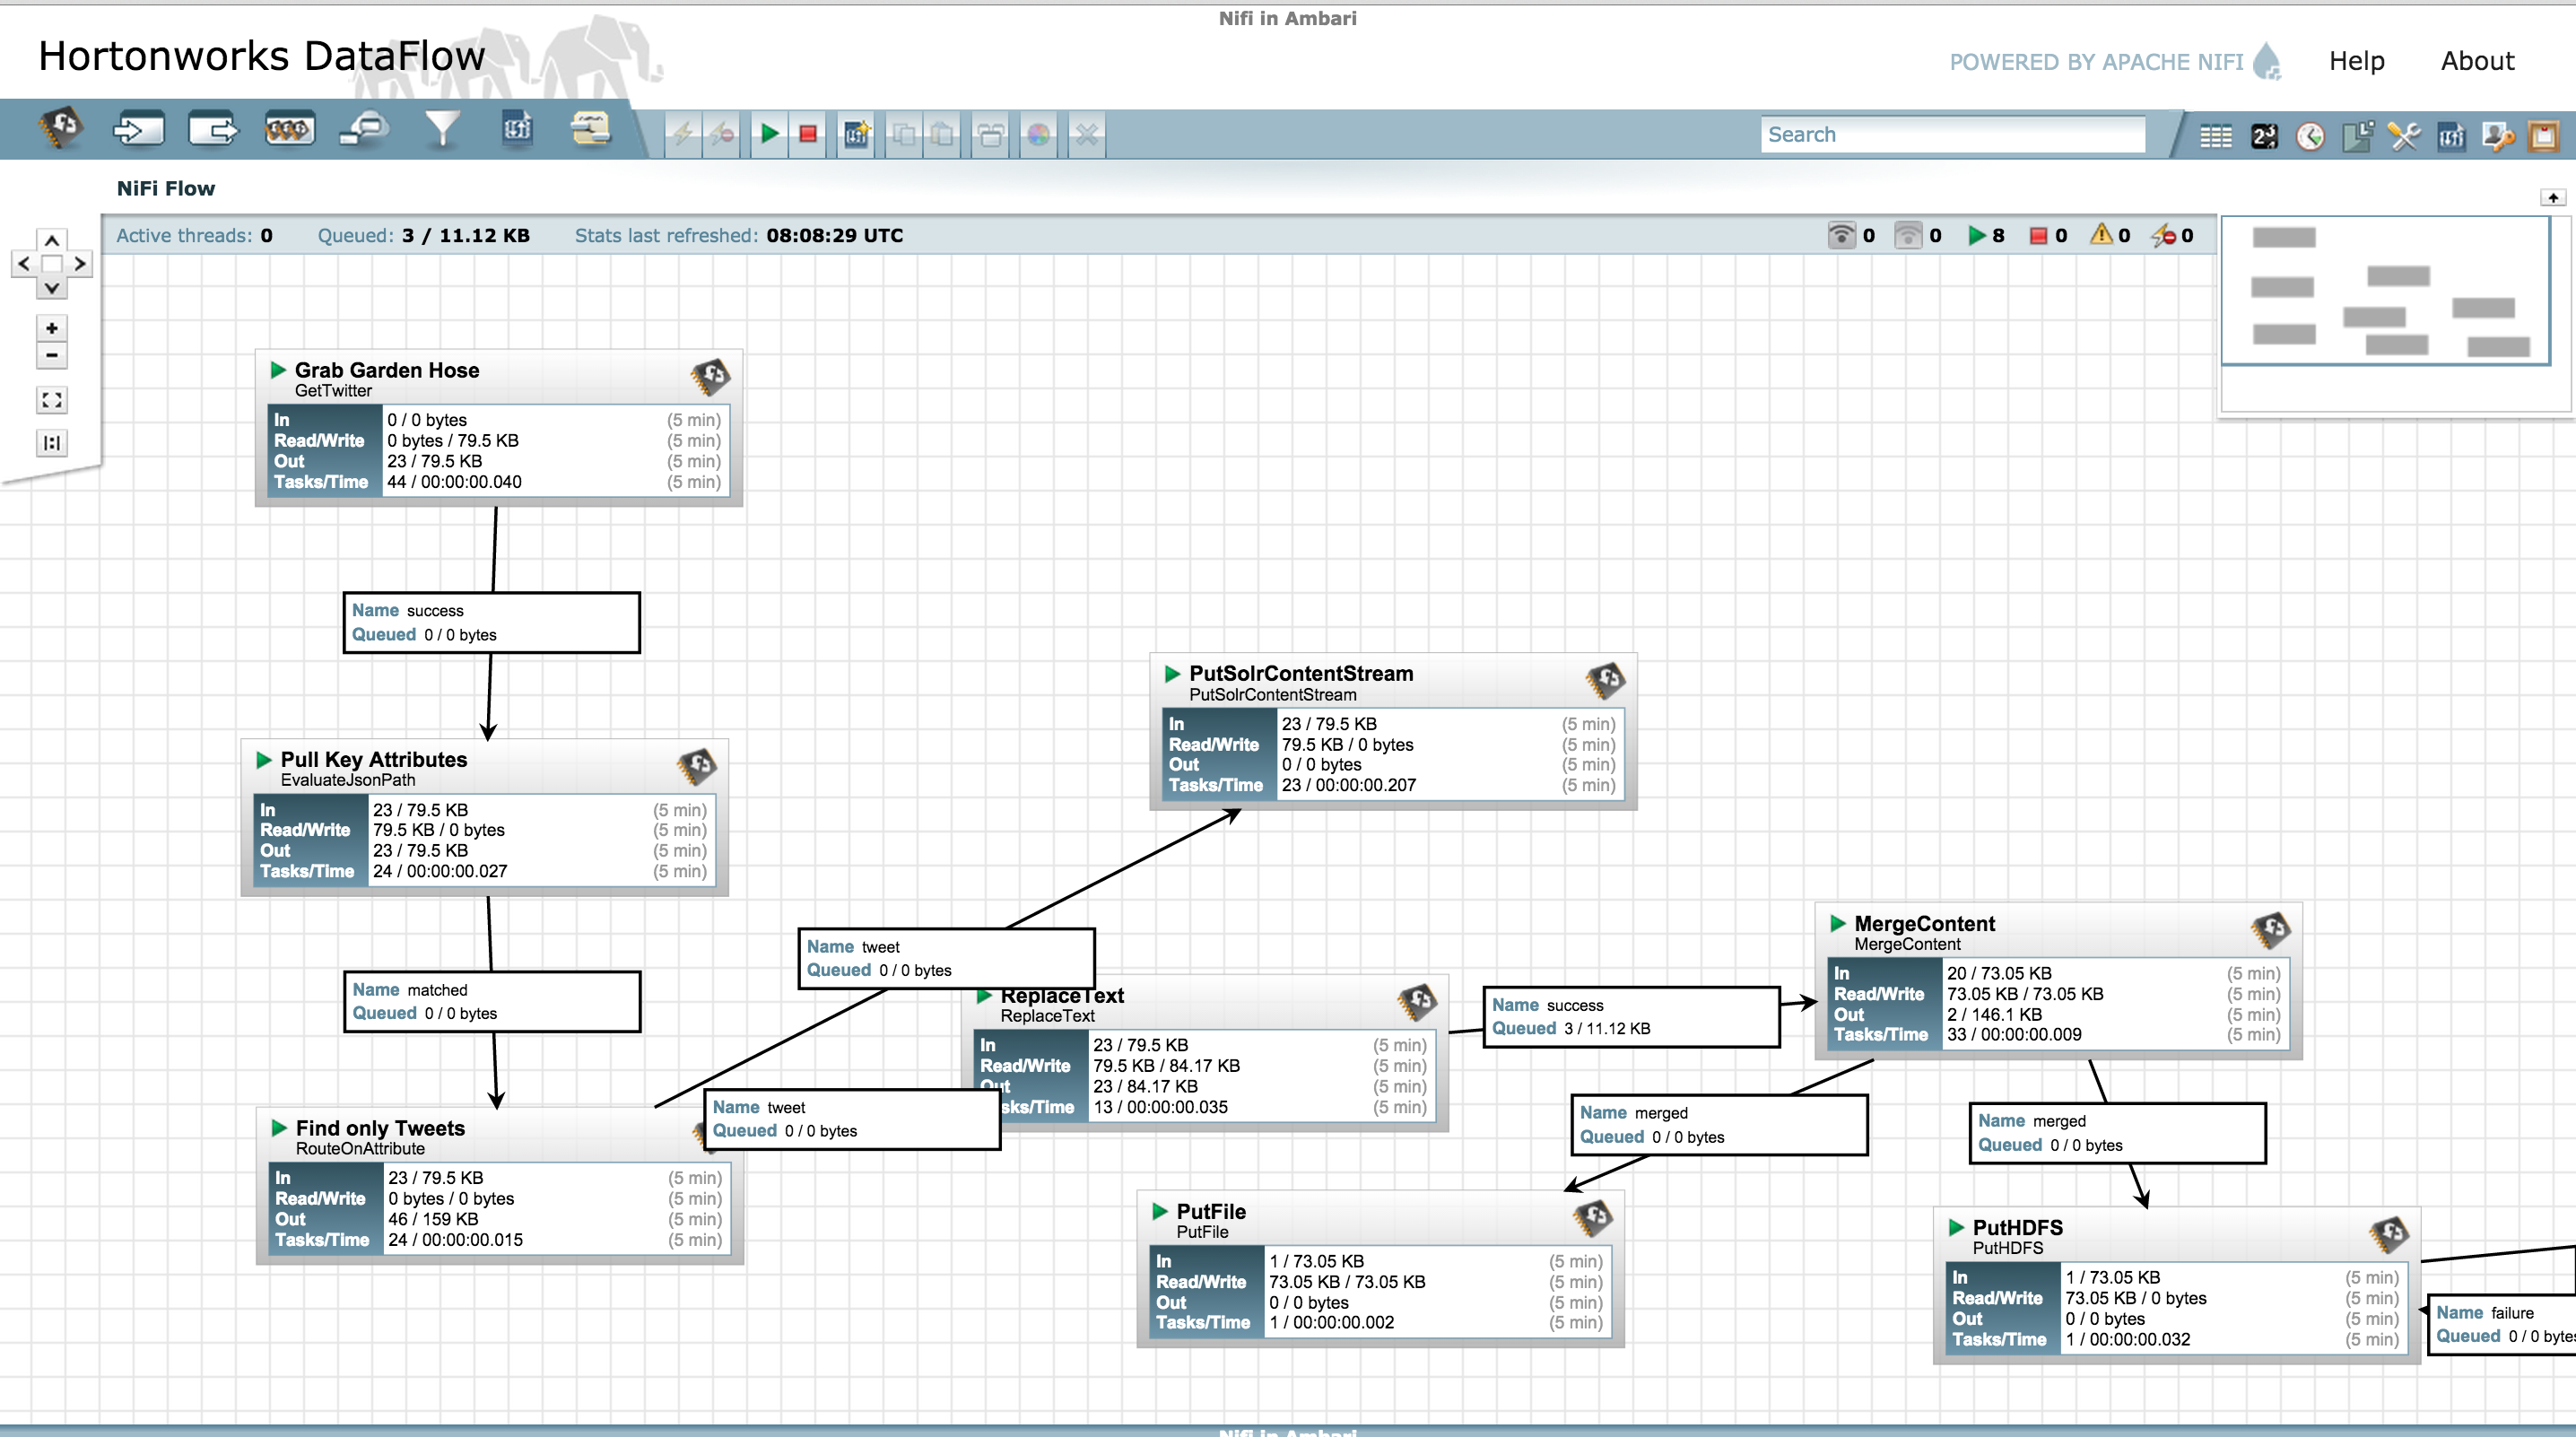 Nifi in Ambari
Hortonworks DataFlow
POWERED BY APACHE NIFI
Help
About
Search
NiFi Flow
Active threads: 0
Queued: 3 / 11.12 KB
Stats last refreshed: 08:08:29 UTC
0
0
8
0
0
0
Grab Garden Hose
GetTwitter
In 0 / 0 bytes (5 min)
Read/Write 0 bytes / 79.5 KB (5 min)
Out 23 / 79.5 KB (5 min)
Tasks/Time 44 / 00:00:00.040 (5 min)
Name success
Queued 0 / 0 bytes
Pull Key Attributes
EvaluateJsonPath
In 23 / 79.5 KB (5 min)
Read/Write 79.5 KB / 0 bytes (5 min)
Out 23 / 79.5 KB (5 min)
Tasks/Time 24 / 00:00:00.027 (5 min)
Name matched
Queued 0 / 0 bytes
Find only Tweets
RouteOnAttribute
In 23 / 79.5 KB (5 min)
Read/Write 0 bytes / 0 bytes (5 min)
Out 46 / 159 KB (5 min)
Tasks/Time 24 / 00:00:00.015 (5 min)
Name tweet
Queued 0 / 0 bytes
PutSolrContentStream
PutSolrContentStream
In 23 / 79.5 KB (5 min)
Read/Write 79.5 KB / 0 bytes (5 min)
Out 0 / 0 bytes (5 min)
Tasks/Time 23 / 00:00:00.207 (5 min)
Name tweet
Queued 0 / 0 bytes
ReplaceText
ReplaceText
In 23 / 79.5 KB (5 min)
Read/Write 79.5 KB / 84.17 KB (5 min)
Out 23 / 84.17 KB (5 min)
sks/Time 13 / 00:00:00.035 (5 min)
Name success
Queued 3 / 11.12 KB
MergeContent
MergeContent
In 20 / 73.05 KB (5 min)
Read/Write 73.05 KB / 73.05 KB (5 min)
Out 2 / 146.1 KB (5 min)
Tasks/Time 33 / 00:00:00.009 (5 min)
Name merged
Queued 0 / 0 bytes
Name merged
Queued 0 / 0 bytes
PutFile
PutFile
In 1 / 73.05 KB (5 min)
Read/Write 73.05 KB / 73.05 KB (5 min)
Out 0 / 0 bytes (5 min)
Tasks/Time 1 / 00:00:00.002 (5 min)
PutHDFS
PutHDFS
In 1 / 73.05 KB (5 min)
Read/Write 73.05 KB / 0 bytes (5 min)
Out 0 / 0 bytes (5 min)
Tasks/Time 1 / 00:00:00.032 (5 min)
Name failure
Queued 0 / 0 byte
Nifi in Ambari